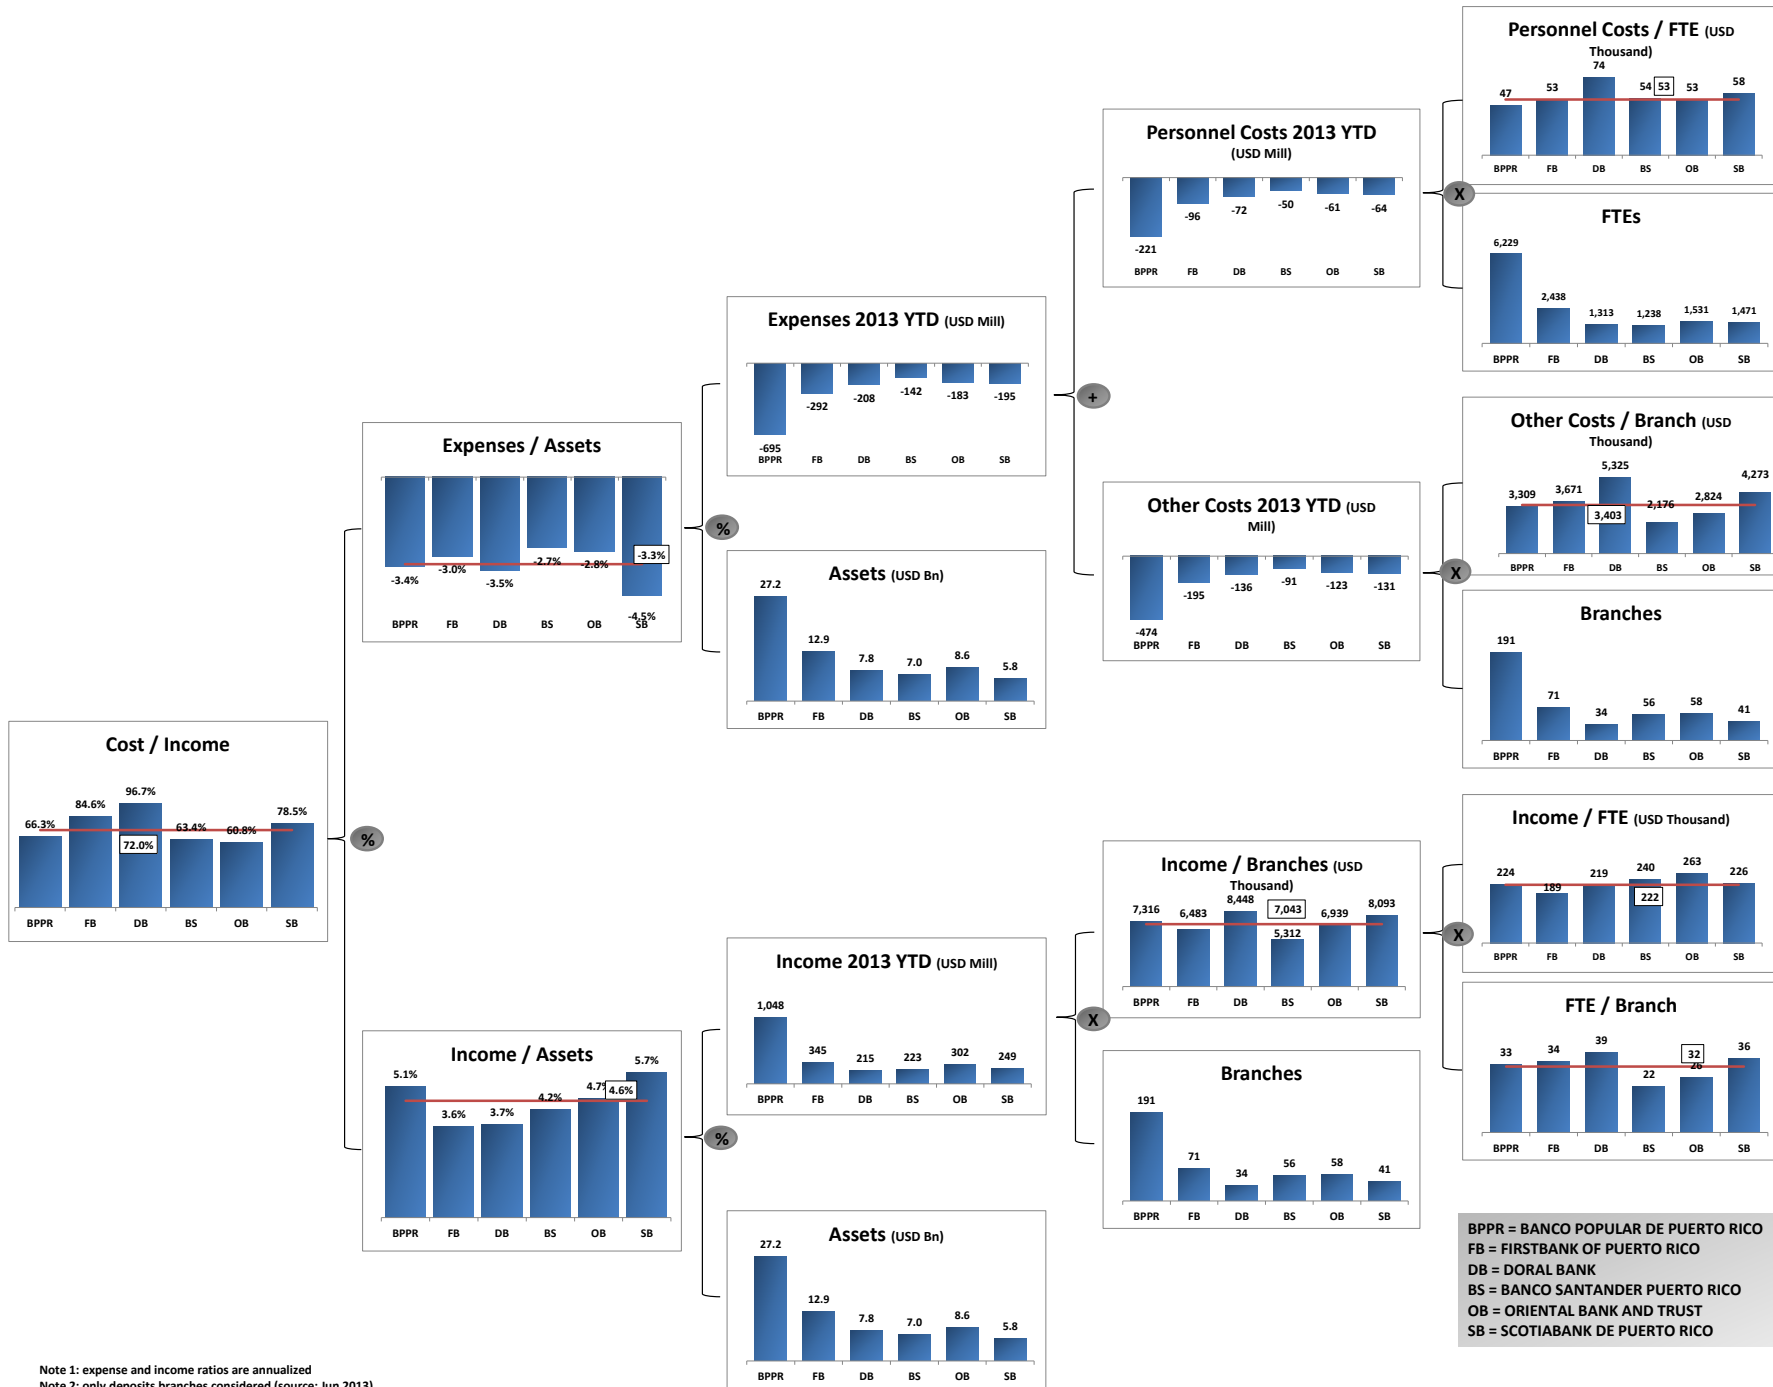 Personnel Costs / FTE (USD
Thousand)
47 53 74 54 53 53 58
BPPR FB DB BS OB SB
X
FTEs
6,229 2,438 1,313 1,238 1,531 1,471
BPPR FB DB BS OB SB
Personnel Costs 2013 YTD
(USD Mill)
-221 -96 -72 -50 -61 -64
BPPR FB DB BS OB SB
Expenses 2013 YTD (USD Mill)
-695 -292 -208 -142 -183 -195
BPPR FB DB BS OB SB
+
Other Costs / Branch (USD
Thousand)
3,309 3,671 5,325 3,403 2,176 2,824 4,273
BPPR FB DB BS OB SB
X
Branches
191 71 34 56 58 41
BPPR FB DB BS OB SB
Other Costs 2013 YTD (USD
Mill)
-474 -195 -136 -91 -123 -131
BPPR FB DB BS OB SB
Expenses / Assets
-3.4% -3.0% -3.5% -2.7% -2.8% -3.3% -4.5%
BPPR FB DB BS OB SB
%
Assets (USD Bn)
27.2 12.9 7.8 7.0 8.6 5.8
BPPR FB DB BS OB SB
Cost / Income
66.3% 84.6% 96.7% 72.0% 63.4% 60.8% 78.5%
BPPR FB DB BS OB SB
%
Income / Assets
5.1% 3.6% 3.7% 4.2% 4.7% 4.6% 5.7%
BPPR FB DB BS OB SB
%
Income 2013 YTD (USD Mill)
1,048 345 215 223 302 249
BPPR FB DB BS OB SB
X
Assets (USD Bn)
27.2 12.9 7.8 7.0 8.6 5.8
BPPR FB DB BS OB SB
Income / Branches (USD
Thousand)
7,316 6,483 8,448 7,043 5,312 6,939 8,093
BPPR FB DB BS OB SB
X
Branches
191 71 34 56 58 41
BPPR FB DB BS OB SB
Income / FTE (USD Thousand)
224 189 219 240 222 263 226
BPPR FB DB BS OB SB
FTE / Branch
33 34 39 22 32 26 36
BPPR FB DB BS OB SB
BPPR = BANCO POPULAR DE PUERTO RICO
FB = FIRSTBANK OF PUERTO RICO
DB = DORAL BANK
BS = BANCO SANTANDER PUERTO RICO
OB = ORIENTAL BANK AND TRUST
SB = SCOTIABANK DE PUERTO RICO
Note 1: expense and income ratios are annualized
Note 2: only deposits branches considered (source: Jun 2013)